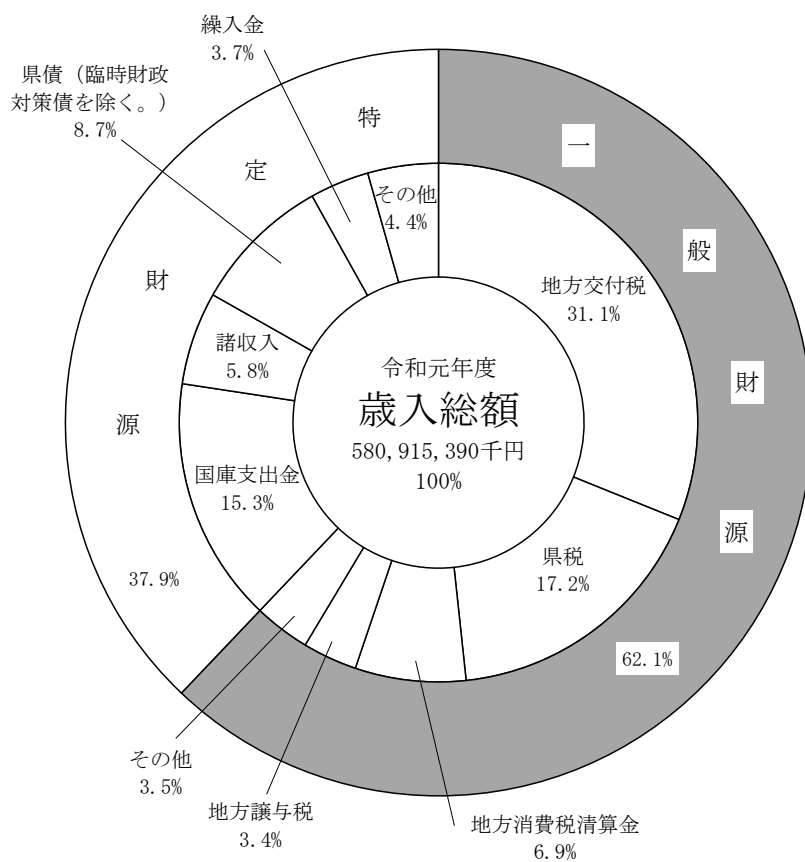 繰入金
3.7%
県債（臨時財政
対策債を除く。）
8.7%
特
定
財
源
37.9%
一
般
財
源
62.1%
その他
4.4%
地方交付税
31.1%
諸収入
5.8%
令和元年度
歳入総額
580,915,390千円
100%
国庫支出金
15.3%
県税
17.2%
その他
3.5%
地方譲与税
3.4%
地方消費税清算金
6.9%